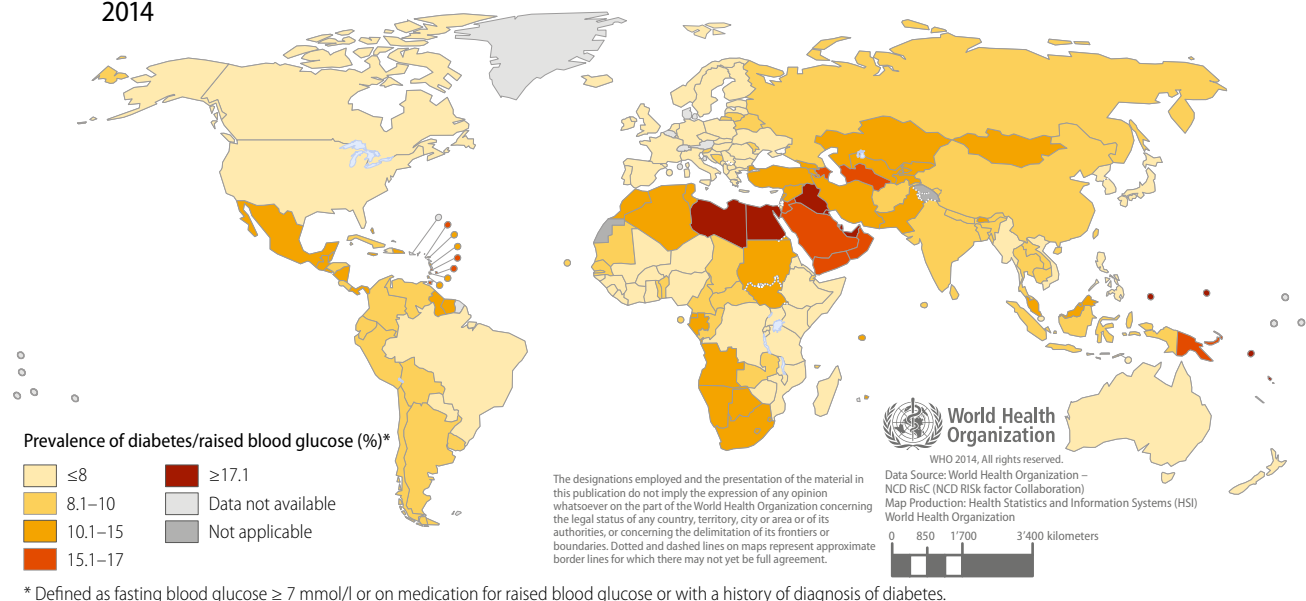 2014
Prevalence of diabetes/raised blood glucose (%)*
≤8
8.1–10
10.1–15
15.1–17
≥17.1
Data not available
Not applicable
The designations employed and the presentation of the material in
this publication do not imply the expression of any opinion
whatsoever on the part of the World Health Organization concerning
the legal status of any country, territory, city or area or of its
authorities, or concerning the delimitation of its frontiers or
boundaries. Dotted and dashed lines on maps represent approximate
border lines for which there may not yet be full agreement.
World Health
Organization
WHO 2014, All rights reserved.
Data Source: World Health Organization –
NCD RisC (NCD RISk factor Collaboration)
Map Production: Health Statistics and Information Systems (HSI)
World Health Organization
0 850 1'700 3'400 kilometers
* Defined as fasting blood glucose ≥ 7 mmol/l or on medication for raised blood glucose or with a history of diagnosis of diabetes.